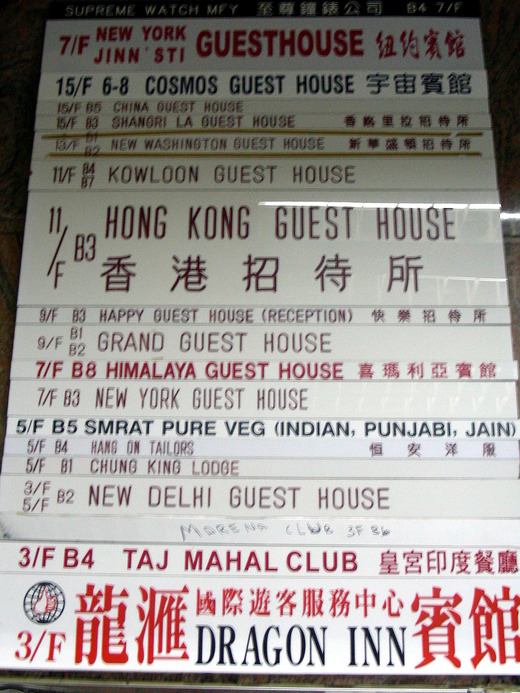 SUPREME WATCH MFY 至尊鐘錶公司 B4 7/F
7/F NEW YORK JINN'STI GUESTHOUSE 紐約賓館
15/F 6-8 COSMOS GUEST HOUSE 宇宙賓館
15/F B5 CHINA GUEST HOUSE
15/F B3 SHANGRI LA GUEST HOUSE 香格里拉招待所
13/F B1 B2 NEW WASHINGTON GUEST HOUSE 新華盛頓招待所
11/F B4 B7 KOWLOON GUEST HOUSE
11/F B3 HONG KONG GUEST HOUSE
香港招待所
9/F B3 HAPPY GUEST HOUSE (RECEPTION) 快樂招待所
9/F B1 B2 GRAND GUEST HOUSE
7/F B8 HIMALAYA GUEST HOUSE 喜瑪利亞賓館
7/F B3 NEW YORK GUEST HOUSE
5/F B5 SMRAT PURE VEG (INDIAN, PUNJABI, JAIN)
5/F B4 HANG ON TAILORS 恒安洋服
5/F B1 CHUNG KING LODGE
3/F 5/F B2 NEW DELHI GUEST HOUSE
MORENA CLUB 3F B6
3/F B4 TAJ MAHAL CLUB 皇宮印度餐廳
3/F 龍滙 國際遊客服務中心 DRAGON INN 賓館